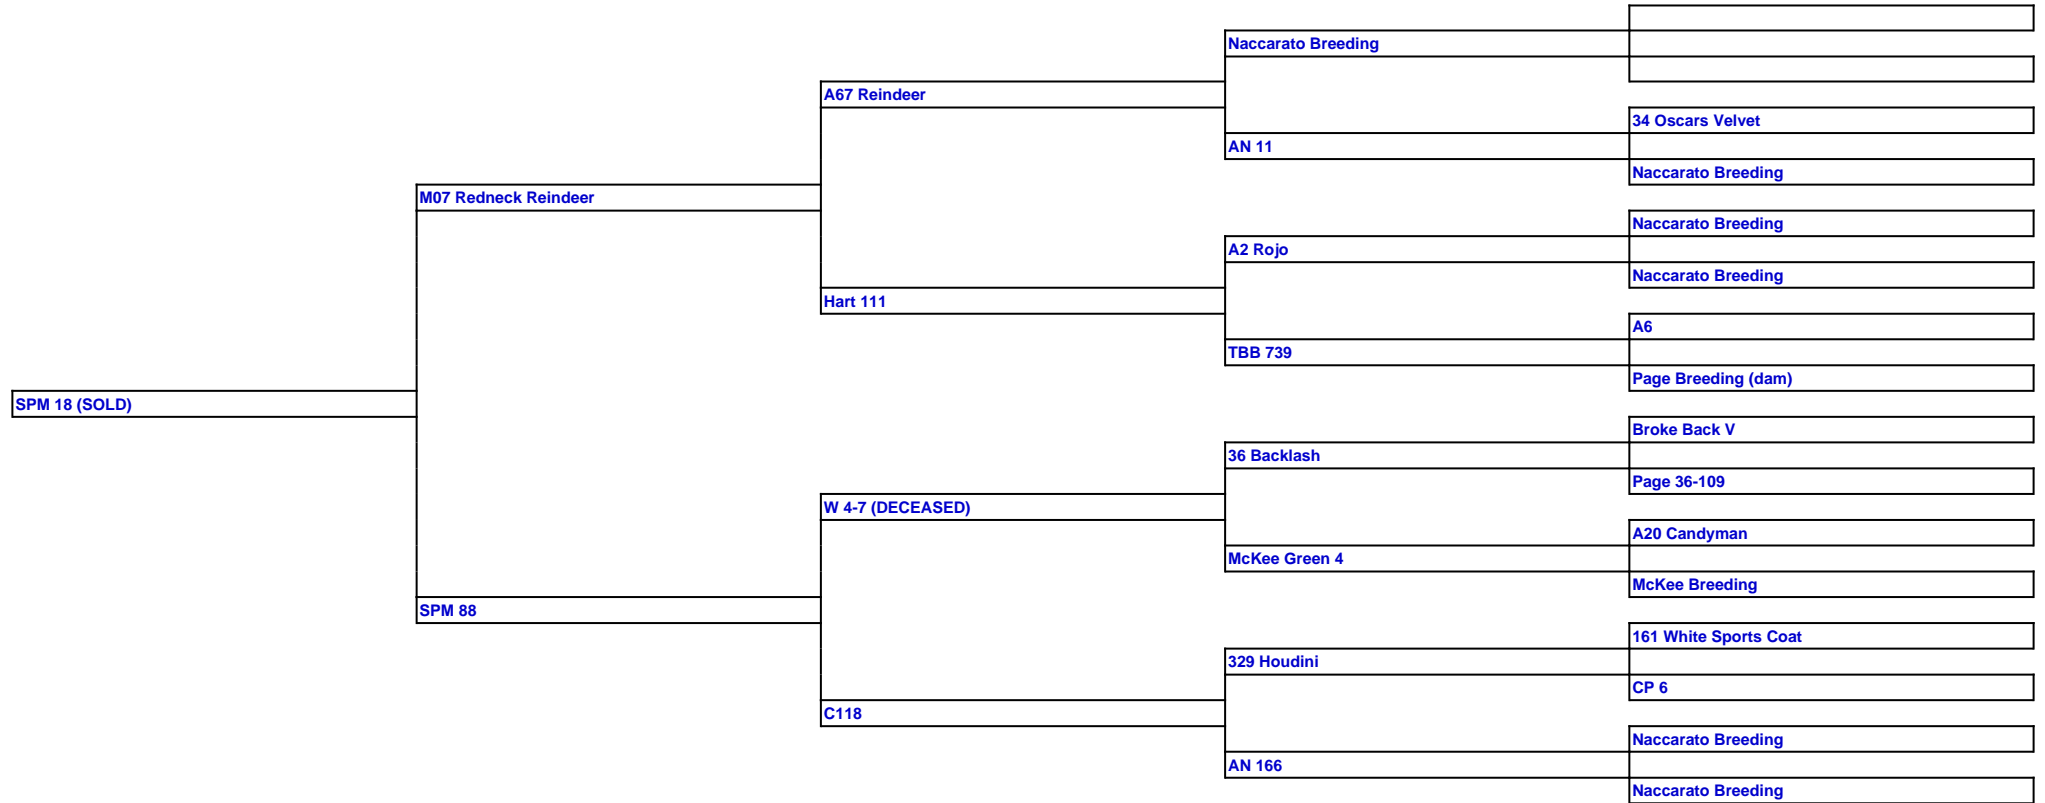 Naccarato Breeding
A67 Reindeer
34 Oscars Velvet
AN 11
Naccarato Breeding
M07 Redneck Reindeer
Naccarato Breeding
A2 Rojo
Naccarato Breeding
Hart 111
A6
TBB 739
Page Breeding (dam)
SPM 18 (SOLD)
Broke Back V
36 Backlash
Page 36-109
W 4-7 (DECEASED)
A20 Candyman
McKee Green 4
McKee Breeding
SPM 88
161 White Sports Coat
329 Houdini
CP 6
C118
Naccarato Breeding
AN 166
Naccarato Breeding